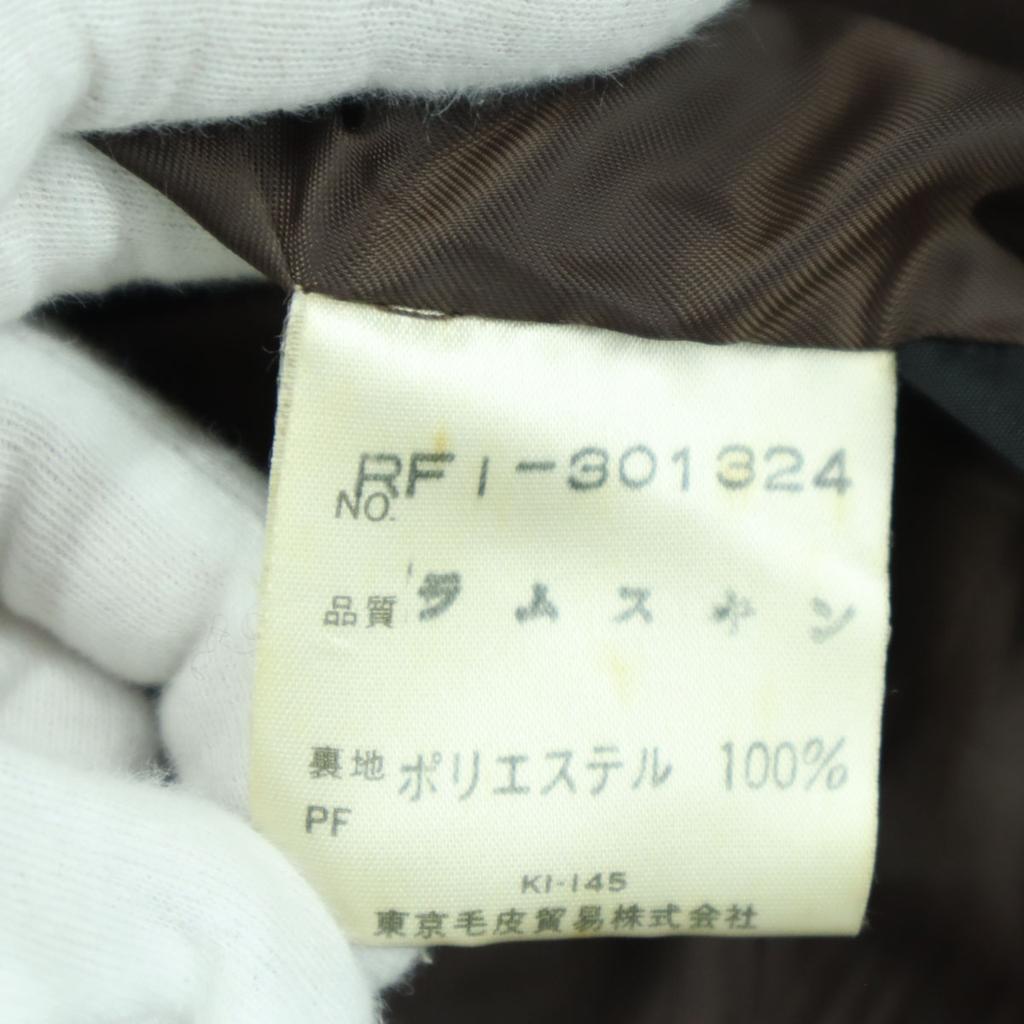 NO. RF1-301324
品質 ラムスキン
裏地 ポリエステル 100%
PF
KI-145
東京毛皮貿易株式会社